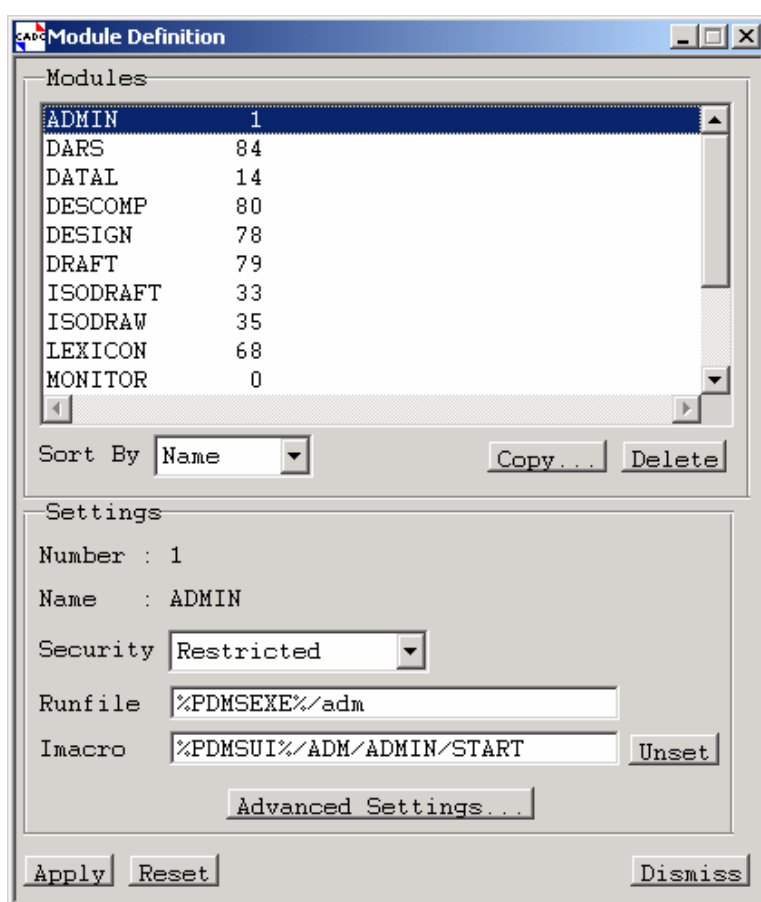 CADC Module Definition
Modules
ADMIN 1
DARS 84
DATAL 14
DESCOMP 80
DESIGN 78
DRAFT 79
ISODRAFT 33
ISODRAW 35
LEXICON 68
MONITOR 0
Sort By Name Copy... Delete
Settings
Number : 1
Name : ADMIN
Security Restricted
Runfile %PDMSEXE%/adm
Imacro %PDMSUI%/ADM/ADMIN/START Unset
Advanced Settings...
Apply Reset Dismiss